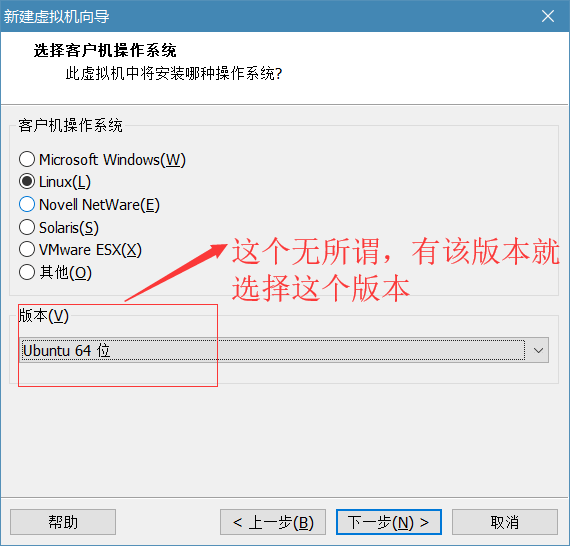 新建虚拟机向导
选择客户机操作系统
此虚拟机中将安装哪种操作系统?
客户机操作系统
Microsoft Windows(W)
Linux(L)
Novell NetWare(E)
Solaris(S)
VMware ESX(X)
其他(O)
这个无所谓，有该版本就
选择这个版本
版本(V)
Ubuntu 64 位
帮助
< 上一步(B)
下一步(N) >
取消